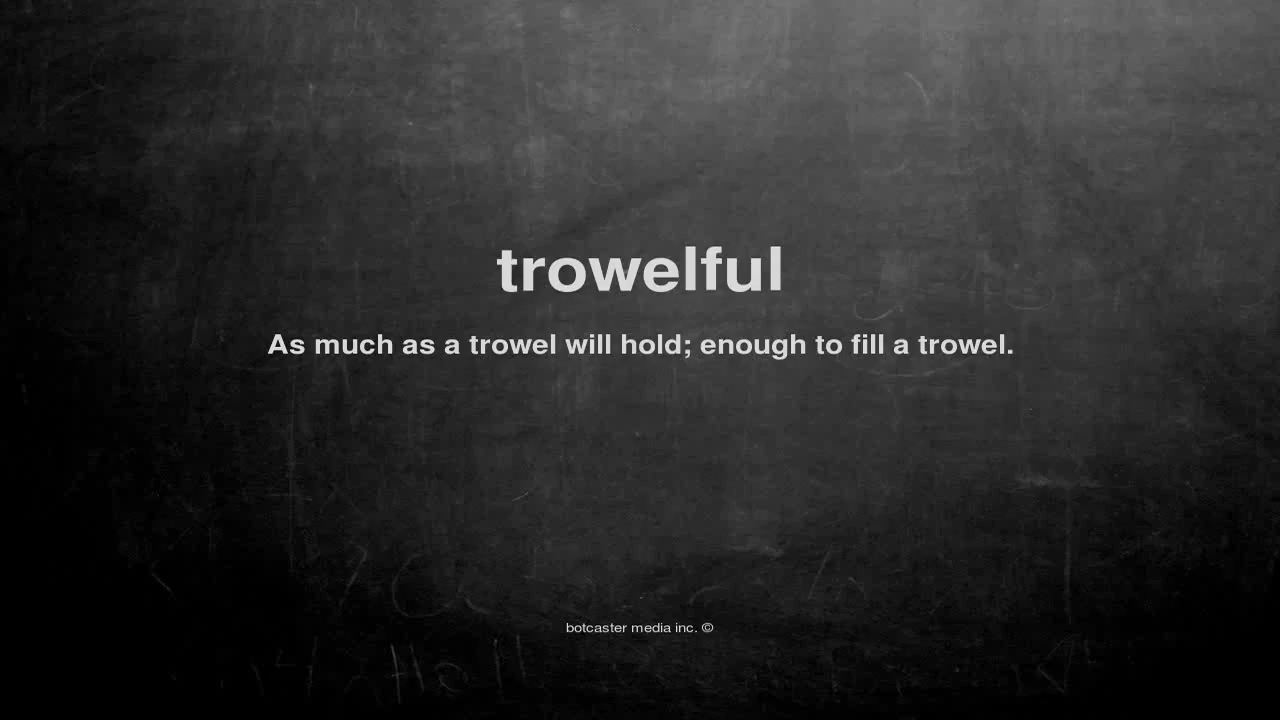 trowelful
As much as a trowel will hold; enough to fill a trowel.
botcaster media inc. ©